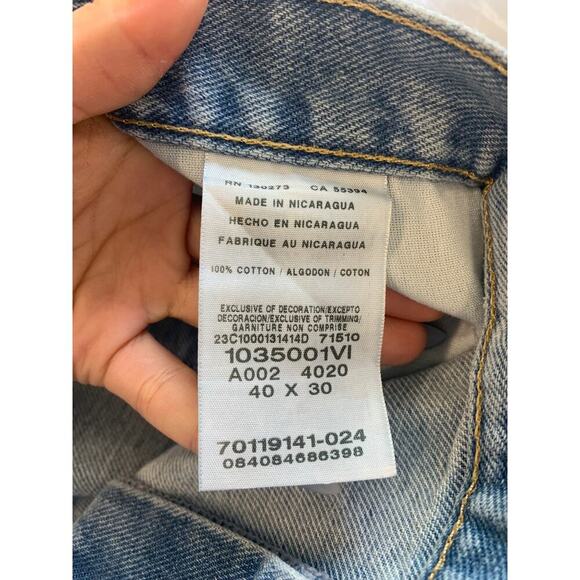 RN 130273 CA 55394
MADE IN NICARAGUA
HECHO EN NICARAGUA
FABRIQUE AU NICARAGUA
100% COTTON / ALGODON / COTON
EXCLUSIVE OF DECORATION/EXCEPTO
DECORACION/EXCLUSIVE OF TRIMMING/
GARNITURE NON COMPRISE
23C1000131414D 71510
1035001VI
A002 4020
40 X 30
70119141-024
084084686398